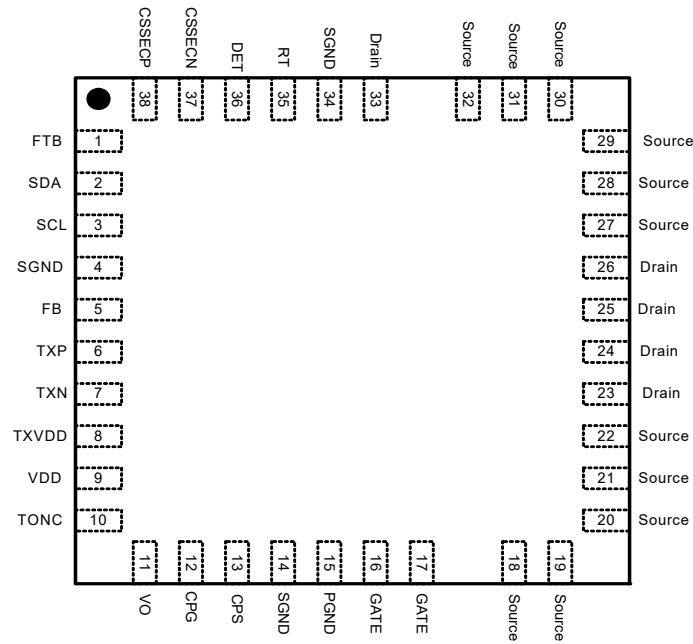 CSSECP
CSSECN
DET
RT
SGND
Drain
Source
Source
Source
38
37
36
35
34
33
32
31
30
FTB 1
29 Source
SDA 2
28 Source
SCL 3
27 Source
SGND 4
26 Drain
FB 5
25 Drain
TXP 6
24 Drain
TXN 7
23 Drain
TXVDD 8
22 Source
VDD 9
21 Source
TONC 10
20 Source
11
12
13
14
15
16
17
18
19
VO
CPG
CPS
SGND
PGND
GATE
GATE
Source
Source